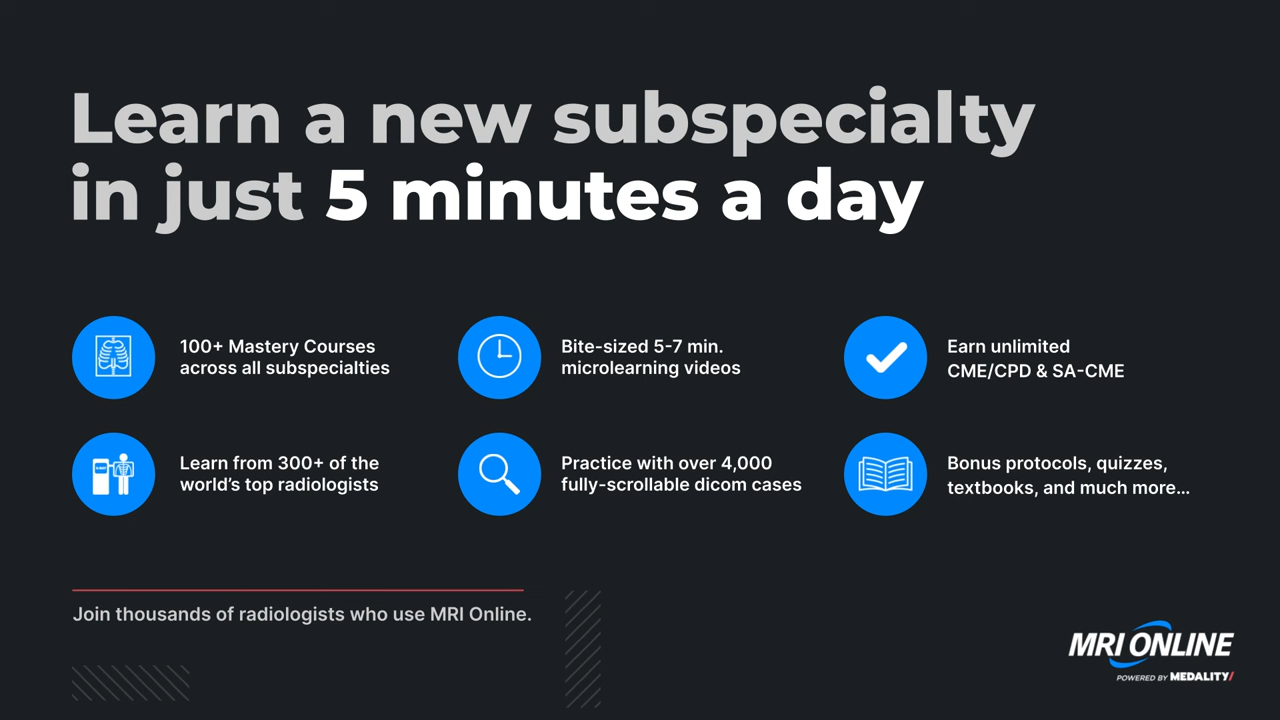 Learn a new subspecialty
in just 5 minutes a day
100+ Mastery Courses
across all subspecialties
Bite-sized 5-7 min.
microlearning videos
Earn unlimited
CME/CPD & SA-CME
Learn from 300+ of the
world's top radiologists
Practice with over 4,000
fully-scrollable dicom cases
Bonus protocols, quizzes,
textbooks, and much more...
Join thousands of radiologists who use MRI Online.
MRI ONLINE
POWERED BY MEDALITY/